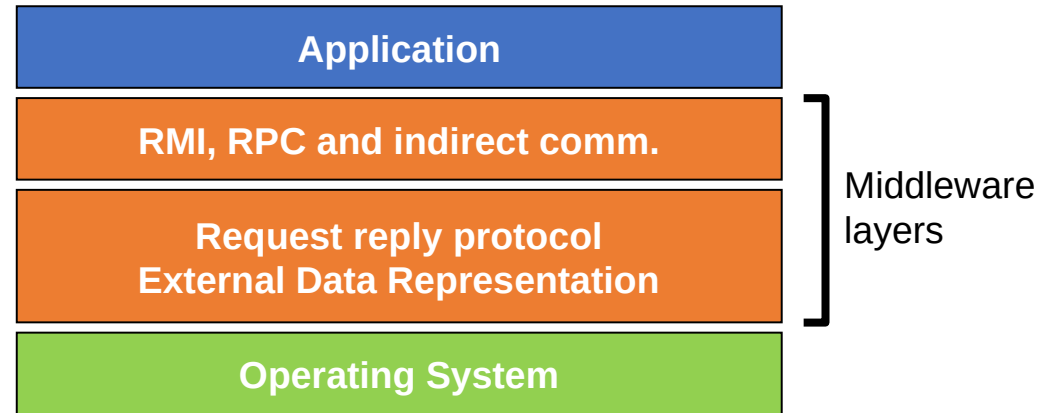 Application
RMI, RPC and indirect comm.
Request reply protocol
External Data Representation
Operating System
Middleware
layers